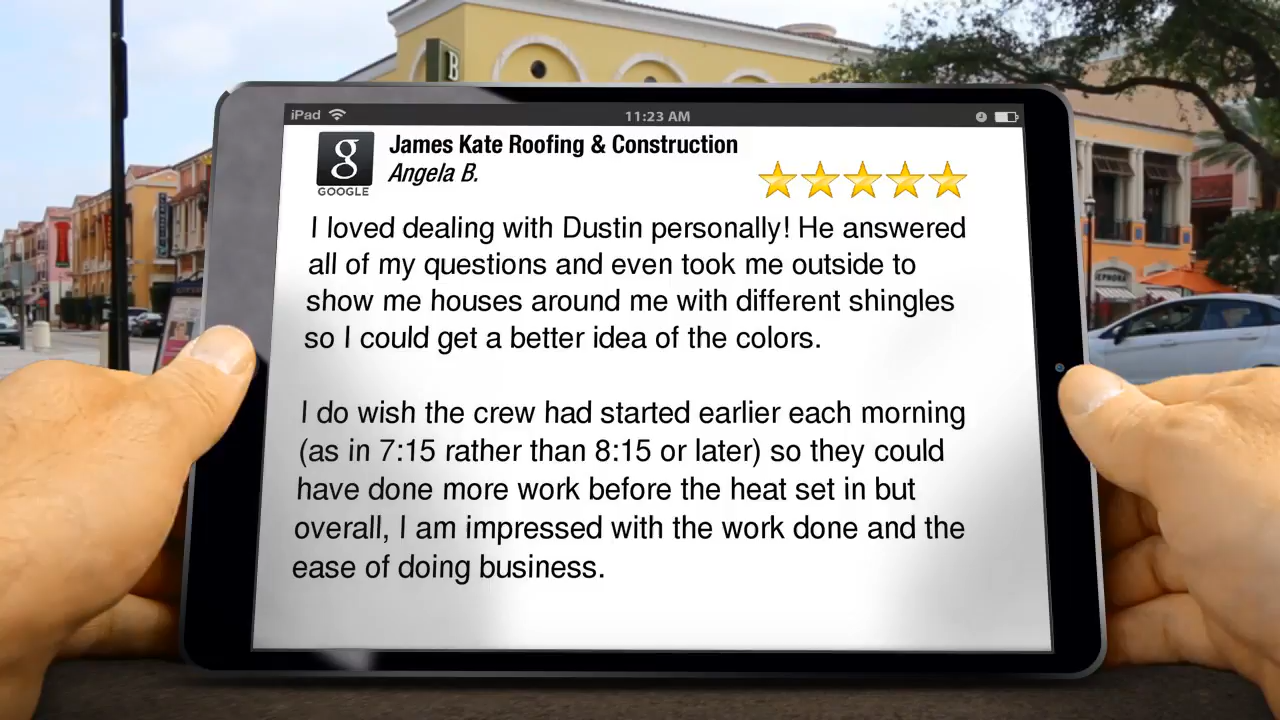 B
iPad
11:23 AM
g
GOOGLE
James Kate Roofing & Construction
Angela B.
I loved dealing with Dustin personally! He answered
all of my questions and even took me outside to
show me houses around me with different shingles
so I could get a better idea of the colors.
I do wish the crew had started earlier each morning
(as in 7:15 rather than 8:15 or later) so they could
have done more work before the heat set in but
overall, I am impressed with the work done and the
ease of doing business.
SEPHORA